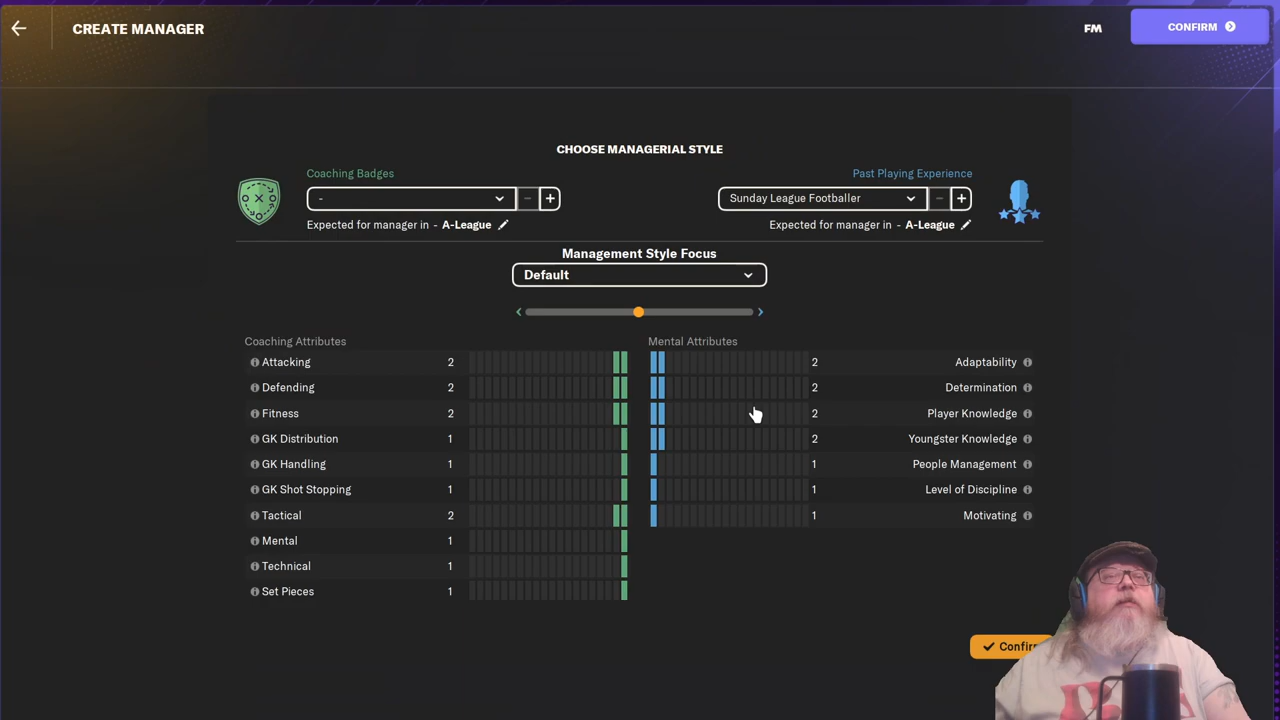 CREATE MANAGER
FM
CONFIRM
CHOOSE MANAGERIAL STYLE
Coaching Badges
Past Playing Experience
-
Sunday League Footballer
Expected for manager in - A-League
Expected for manager in - A-League
Management Style Focus
Default
Coaching Attributes
Mental Attributes
Attacking 2
2 Adaptability
Defending 2
2 Determination
Fitness 2
2 Player Knowledge
GK Distribution 1
2 Youngster Knowledge
GK Handling 1
1 People Management
GK Shot Stopping 1
1 Level of Discipline
Tactical 2
1 Motivating
Mental 1
Technical 1
Set Pieces 1